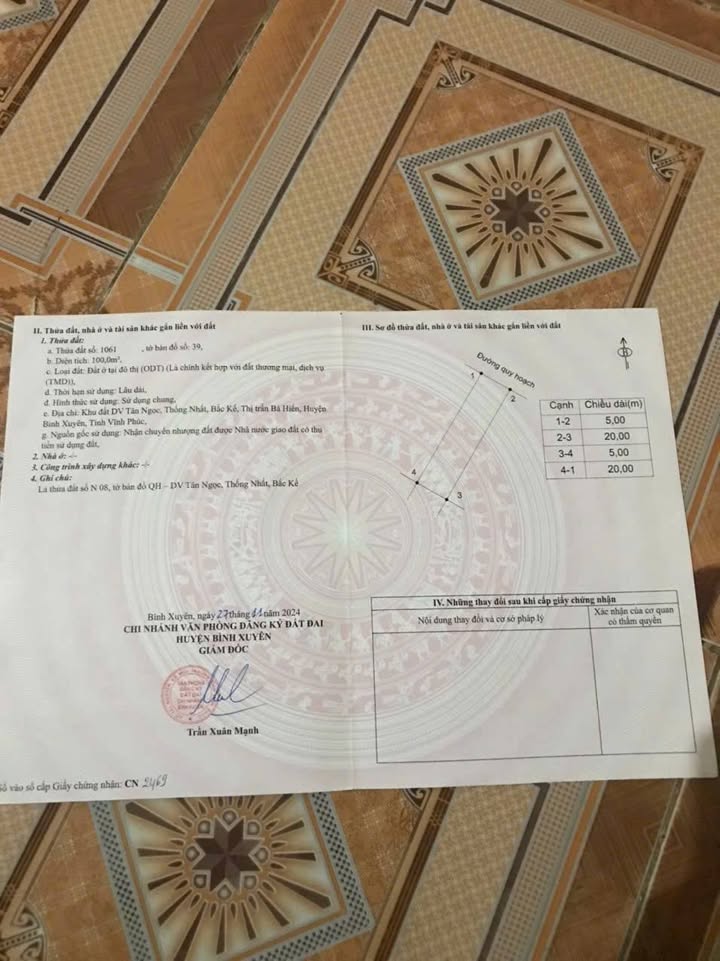 II. Thửa đất, nhà ở và tài sản khác gắn liền với đất
1. Thửa đất:
a. Thửa đất số: 1061 , tờ bản đồ số: 39,
b. Diện tích: 100,0m²,
c. Loại đất: Đất ở tại đô thị (ODT) (Là chính kết hợp với đất thương mại, dịch vụ
(TMD)),
d. Thời hạn sử dụng: Lâu dài,
đ. Hình thức sử dụng: Sử dụng chung,
e. Địa chỉ: Khu đất DV Tân Ngọc, Thống Nhất, Bắc Kế, Thị trấn Bá Hiến, Huyện
Bình Xuyên, Tỉnh Vĩnh Phúc,
g. Nguồn gốc sử dụng: Nhận chuyển nhượng đất được Nhà nước giao đất có thu
tiền sử dụng đất,
2. Nhà ở: -/-
3. Công trình xây dựng khác: -/-
4. Ghi chú:
Là thửa đất số N 08, tờ bản đồ QH – DV Tân Ngọc, Thống Nhất, Bắc Kế
Bình Xuyên, ngày 27 tháng 11 năm 2024
CHI NHÁNH VĂN PHÒNG ĐĂNG KÝ ĐẤT ĐAI
HUYỆN BÌNH XUYÊN
GIÁM ĐỐC
VĂN PHÒNG
ĐĂNG KÝ
ĐẤT ĐAI
Trần Xuân Mạnh
Số vào sổ cấp Giấy chứng nhận: CN 2469
III. Sơ đồ thửa đất, nhà ở và tài sản khác gắn liền với đất
Đường quy hoạch
1
2
4
3
Cạnh Chiều dài(m)
1-2 5,00
2-3 20,00
3-4 5,00
4-1 20,00
IV. Những thay đổi sau khi cấp giấy chứng nhận
Nội dung thay đổi và cơ sở pháp lý
Xác nhận của cơ quan
có thẩm quyền